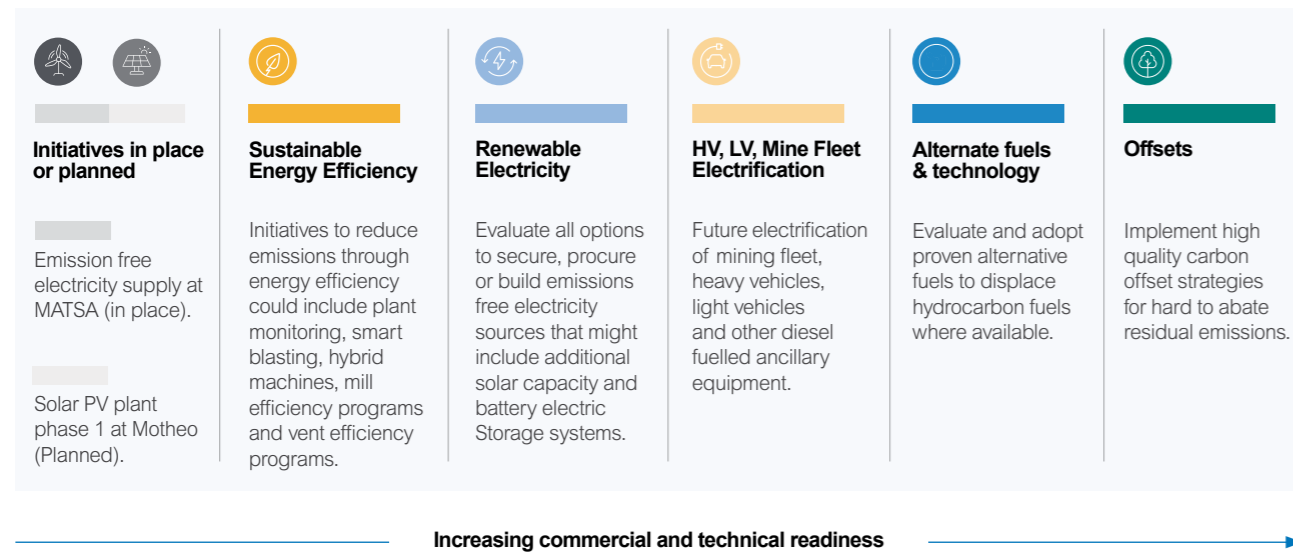 Initiatives in place
or planned
Emission free
electricity supply at
MATSA (in place).
Solar PV plant
phase 1 at Motheo
(Planned).
Sustainable
Energy Efficiency
Initiatives to reduce
emissions through
energy efficiency
could include plant
monitoring, smart
blasting, hybrid
machines, mill
efficiency programs
and vent efficiency
programs.
Renewable
Electricity
Evaluate all options
to secure, procure
or build emissions
free electricity
sources that might
include additional
solar capacity and
battery electric
Storage systems.
HV, LV, Mine Fleet
Electrification
Future electrification
of mining fleet,
heavy vehicles,
light vehicles
and other diesel
fuelled ancillary
equipment.
Alternate fuels
& technology
Evaluate and adopt
proven alternative
fuels to displace
hydrocarbon fuels
where available.
Offsets
Implement high
quality carbon
offset strategies
for hard to abate
residual emissions.
Increasing commercial and technical readiness